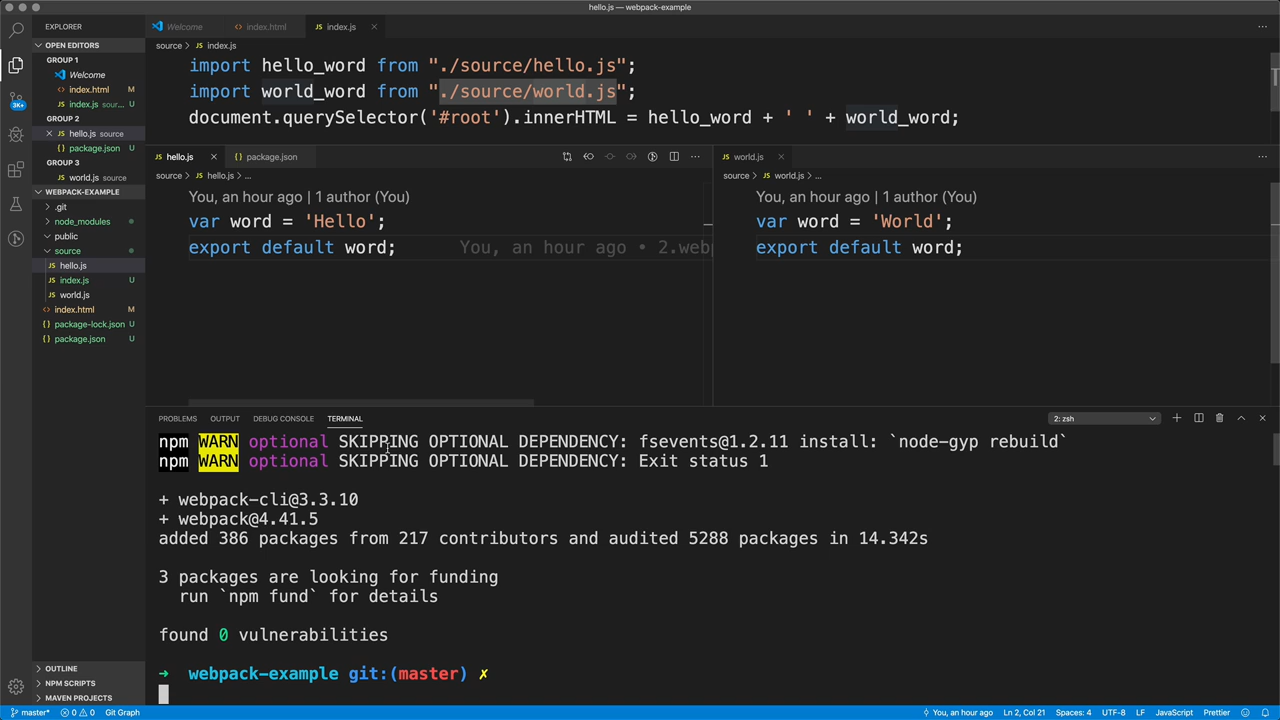 hello.js — webpack-example
EXPLORER
OPEN EDITORS
GROUP 1
Welcome
index.html M
index.js sour... U
GROUP 2
hello.js source
package.json U
GROUP 3
world.js source
WEBPACK-EXAMPLE
.git
node_modules
public
source
hello.js
index.js U
world.js
index.html M
package-lock.json U
package.json U
OUTLINE
NPM SCRIPTS
MAVEN PROJECTS
3K+
Welcome
index.html
index.js
source > index.js
import hello_word from "./source/hello.js";
import world_word from "./source/world.js";
document.querySelector('#root').innerHTML = hello_word + ' ' + world_word;
hello.js
package.json
source > hello.js > ...
You, an hour ago | 1 author (You)
var word = 'Hello';
export default word; You, an hour ago • 2.webp
world.js
source > world.js > ...
You, an hour ago | 1 author (You)
var word = 'World';
export default word;
PROBLEMS OUTPUT DEBUG CONSOLE TERMINAL
2: zsh
npm WARN optional SKIPPING OPTIONAL DEPENDENCY: fsevents@1.2.11 install: `node-gyp rebuild`
npm WARN optional SKIPPING OPTIONAL DEPENDENCY: Exit status 1
+ webpack-cli@3.3.10
+ webpack@4.41.5
added 386 packages from 217 contributors and audited 5288 packages in 14.342s
3 packages are looking for funding
run `npm fund` for details
found 0 vulnerabilities
➜ webpack-example git:(master) ✗
master* 0 0 Git Graph You, an hour ago Ln 2, Col 21 Spaces: 4 UTF-8 LF JavaScript Prettier